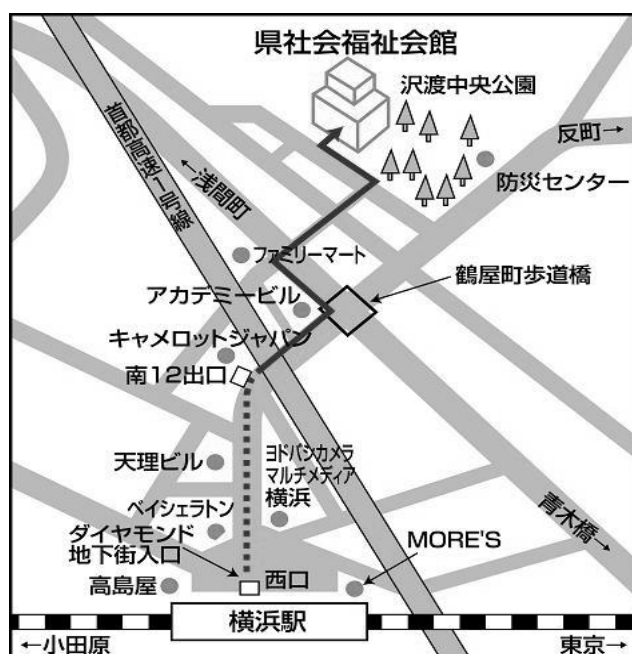 県社会福祉会館
沢渡中央公園
反町→
首都高速1号線
←浅間町
防災センター
ファミリーマート
鶴屋町歩道橋
アカデミービル
キャメロットジャパン
南12出口
天理ビル
ヨドバシカメラ
マルチメディア
横浜
青木橋→
ベイシェラトン
ダイヤモンド
地下街入口
MORE'S
高島屋
西口
横浜駅
←小田原
東京→